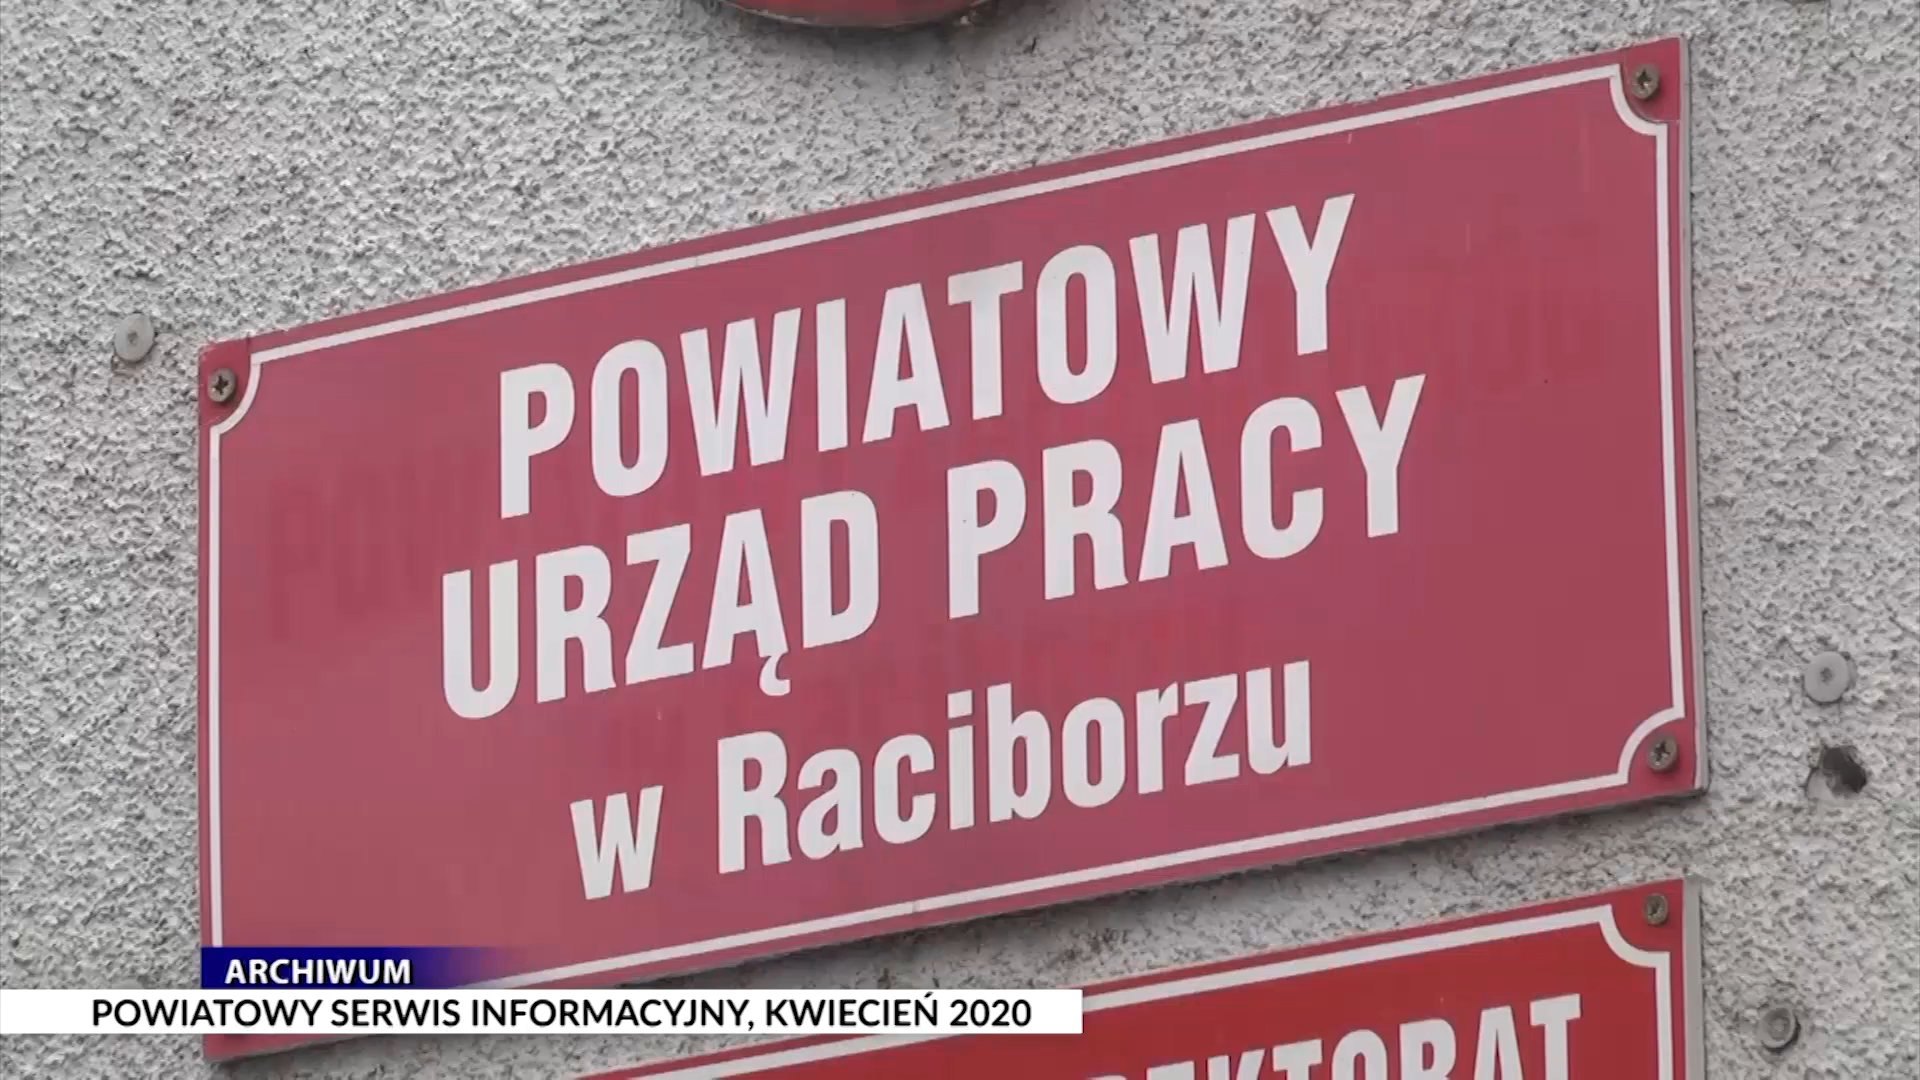 POWIATOWY
URZĄD PRACY
w Raciborzu
ARCHIWUM
POWIATOWY SERWIS INFORMACYJNY, KWIECIEŃ 2020